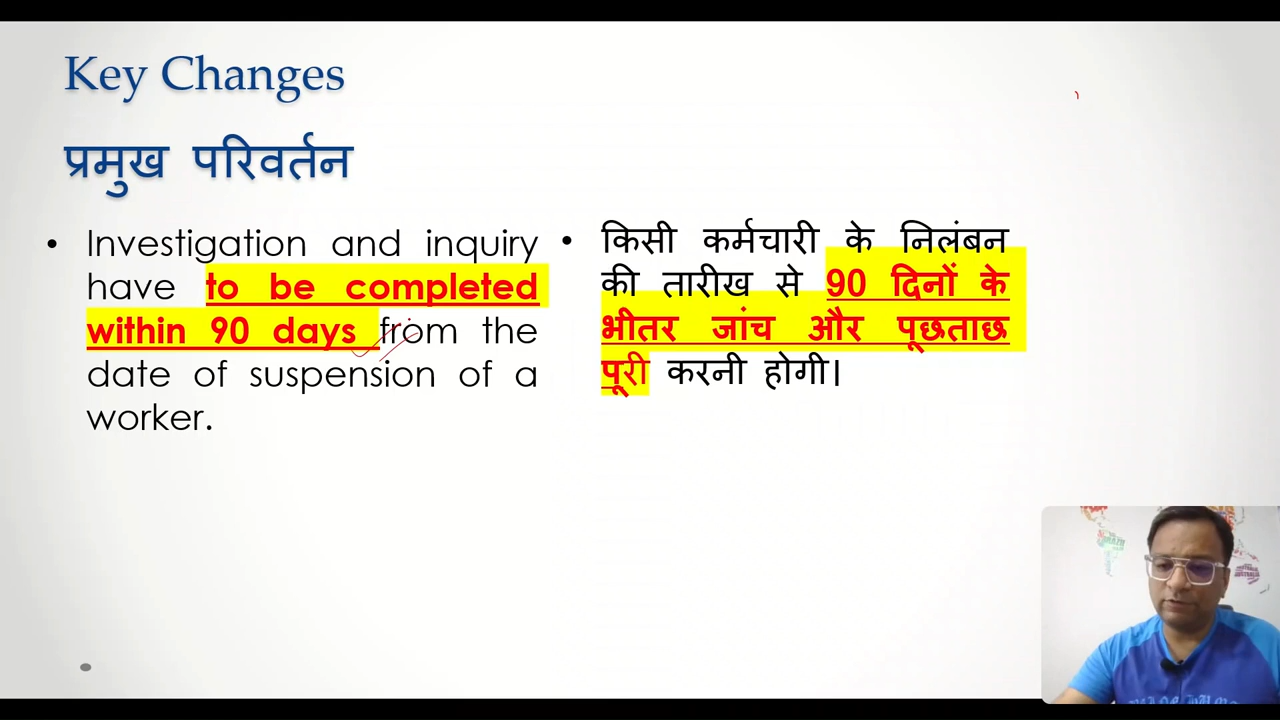 Key Changes
प्रमुख परिवर्तन
• Investigation and inquiry
have to be completed
within 90 days from the
date of suspension of a
worker.
• किसी कर्मचारी के निलंबन
की तारीख से 90 दिनों के
भीतर जांच और पूछताछ
पूरी करनी होगी।